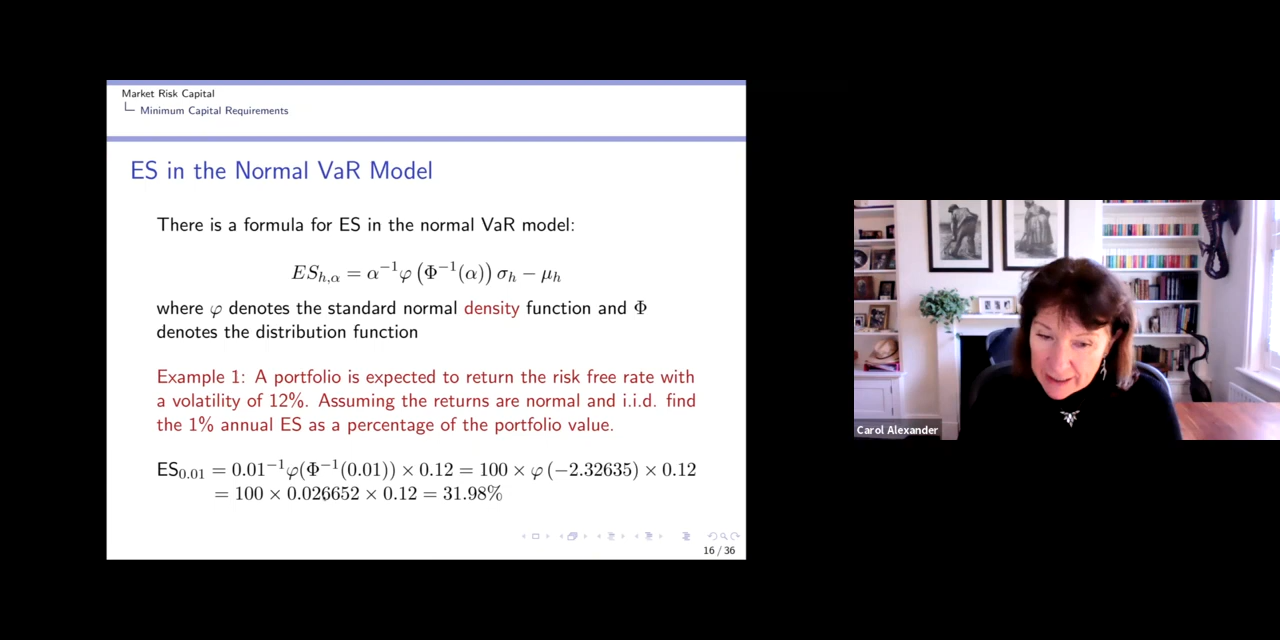 Market Risk Capital
Minimum Capital Requirements
ES in the Normal VaR Model
There is a formula for ES in the normal VaR model:
ES_{h,α} = α^{−1}φ(Φ^{−1}(α)) σ_h − μ_h
where φ denotes the standard normal density function and Φ
denotes the distribution function
Example 1: A portfolio is expected to return the risk free rate with
a volatility of 12%. Assuming the returns are normal and i.i.d. find
the 1% annual ES as a percentage of the portfolio value.
ES_{0.01} = 0.01^{−1}φ(Φ^{−1}(0.01)) × 0.12 = 100 × φ(−2.32635) × 0.12
= 100 × 0.026652 × 0.12 = 31.98%
16 / 36
Carol Alexander